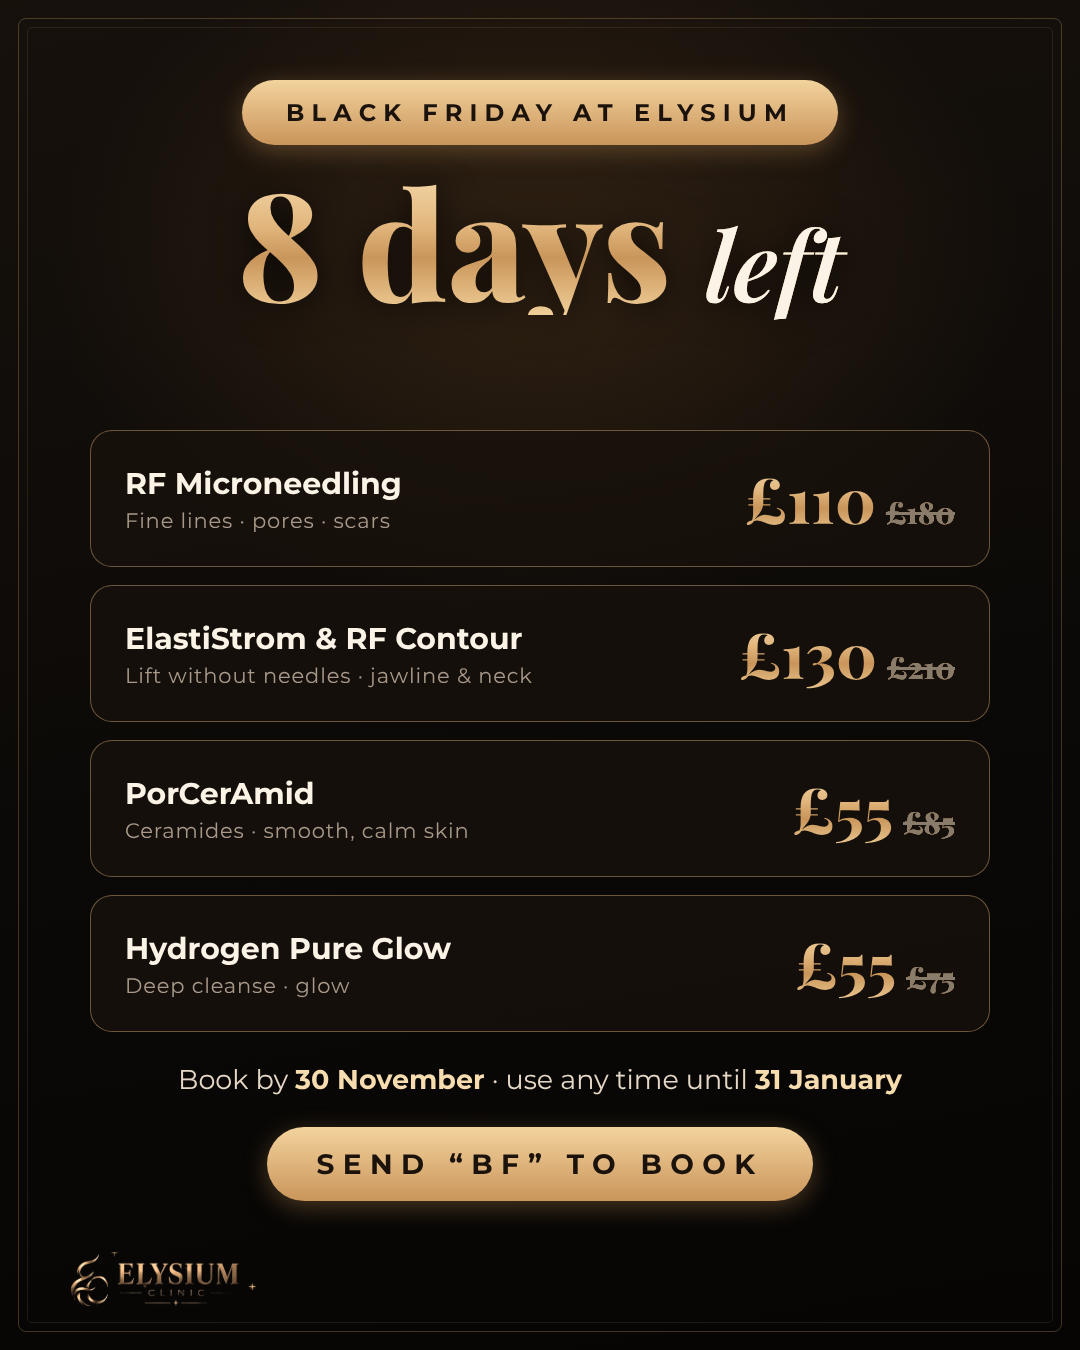 BLACK FRIDAY AT ELYSIUM
8 days left
RF Microneedling
Fine lines · pores · scars
£110 £180
ElastiStrom & RF Contour
Lift without needles · jawline & neck
£130 £210
PorCerAmid
Ceramides · smooth, calm skin
£55 £85
Hydrogen Pure Glow
Deep cleanse · glow
£55 £75
Book by 30 November · use any time until 31 January
SEND “BF” TO BOOK
ELYSIUM
CLINIC